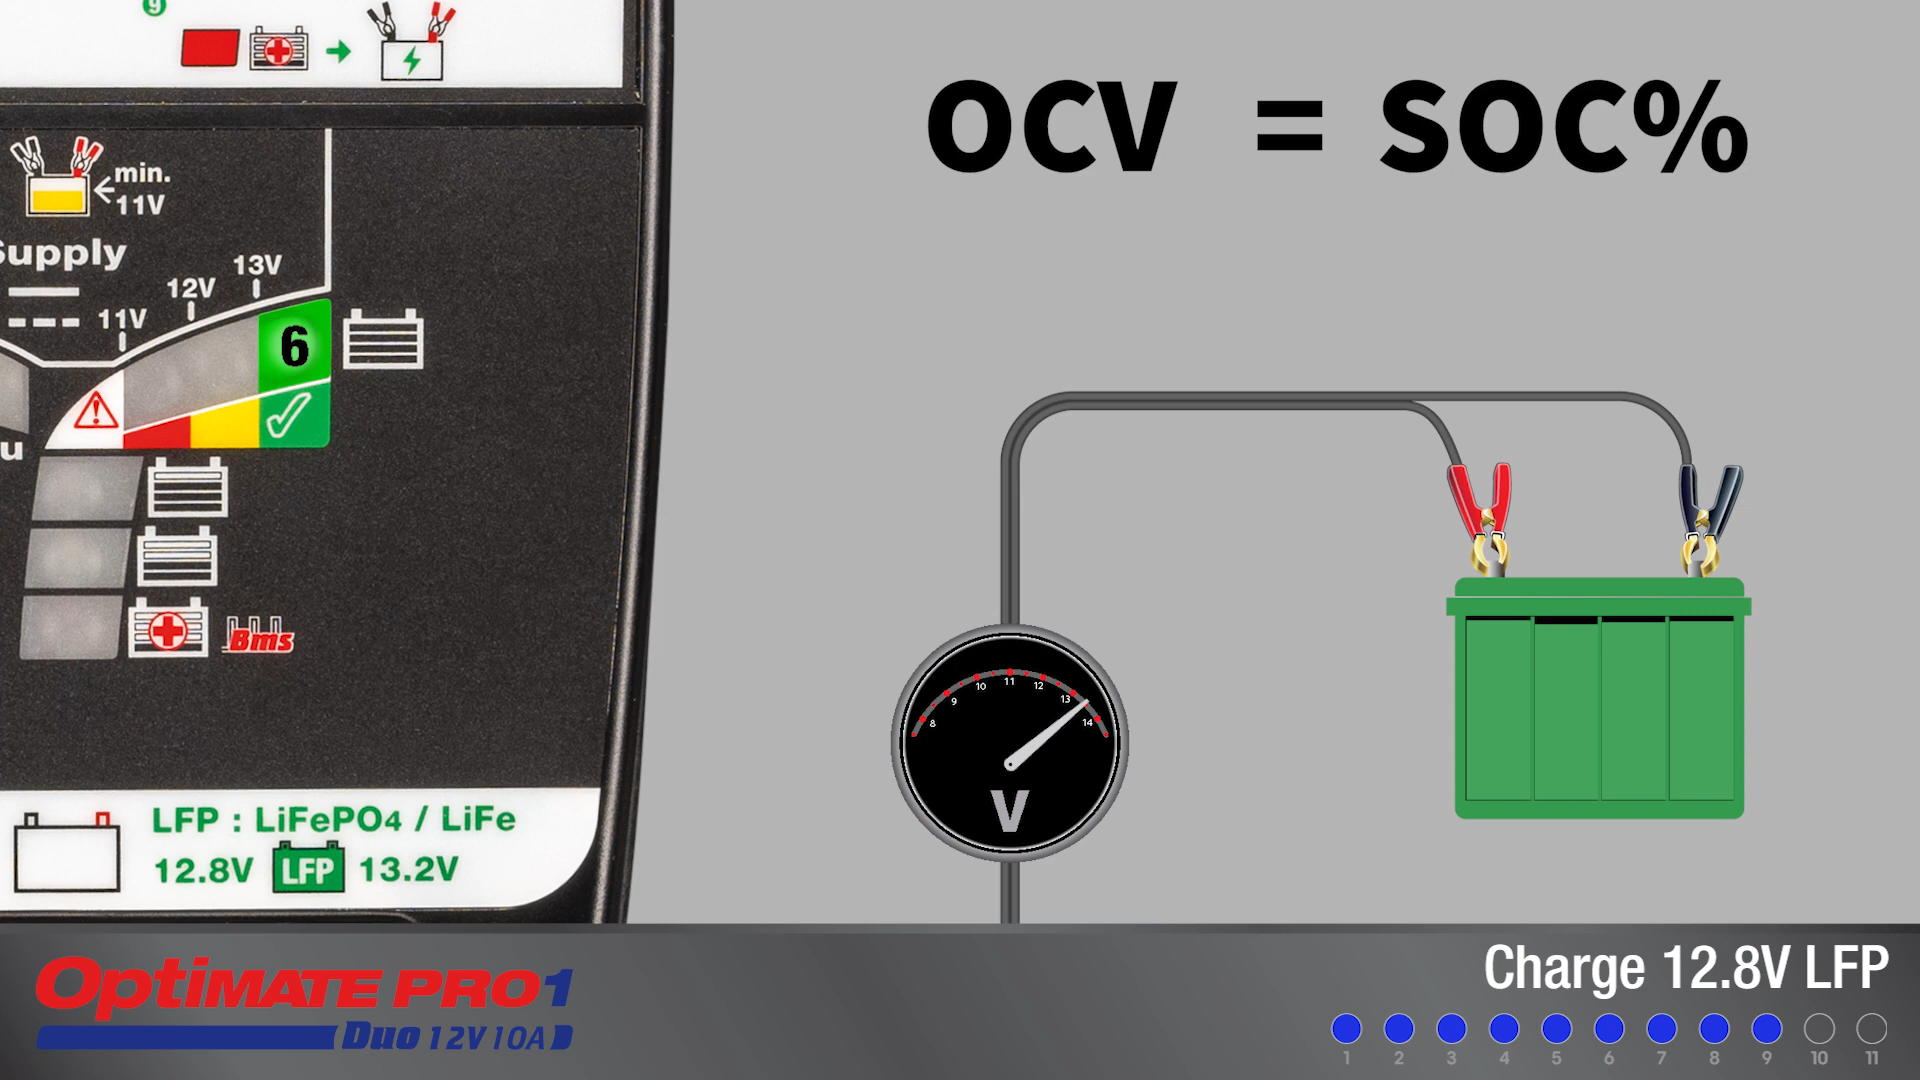 9
OCV = SOC%
min.
11V
Supply
13V
12V
11V
6
u
Bms
8
9
10
11
12
13
14
V
LFP : LiFePO4 / LiFe
12.8V LFP 13.2V
OptiMATE PRO1
Duo 12V10A
Charge 12.8V LFP
1 2 3 4 5 6 7 8 9 10 11